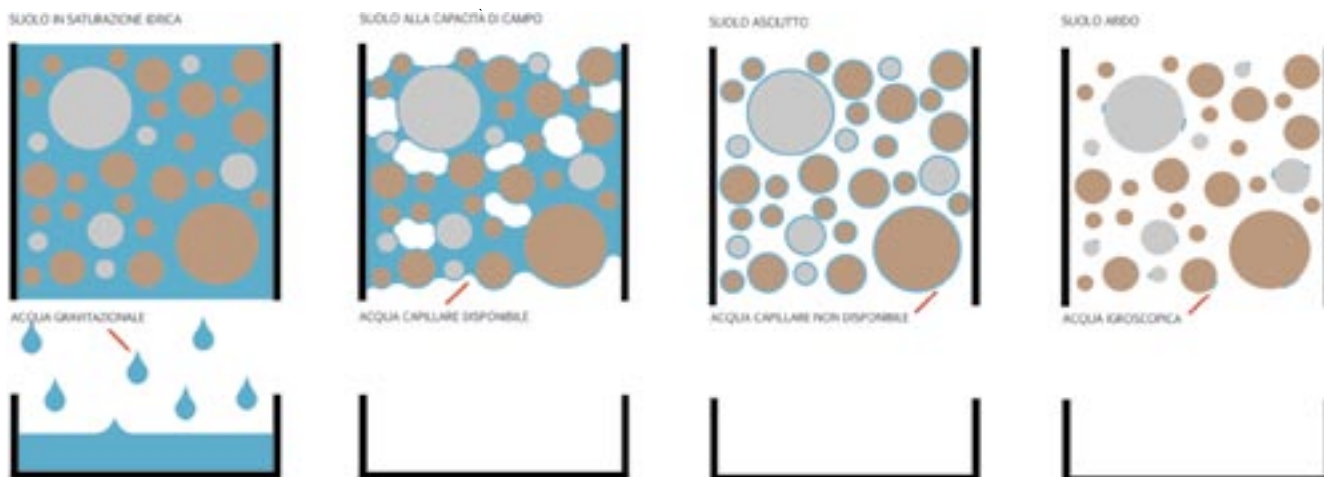 SUOLO IN SATURAZIONE IDRICA
SUOLO ALLA CAPACITÀ DI CAMPO
SUOLO ASCIUTTO
SUOLO ARIDO
ACQUA GRAVITAZIONALE
ACQUA CAPILLARE DISPONIBILE
ACQUA CAPILLARE NON DISPONIBILE
ACQUA IGROSCOPICA